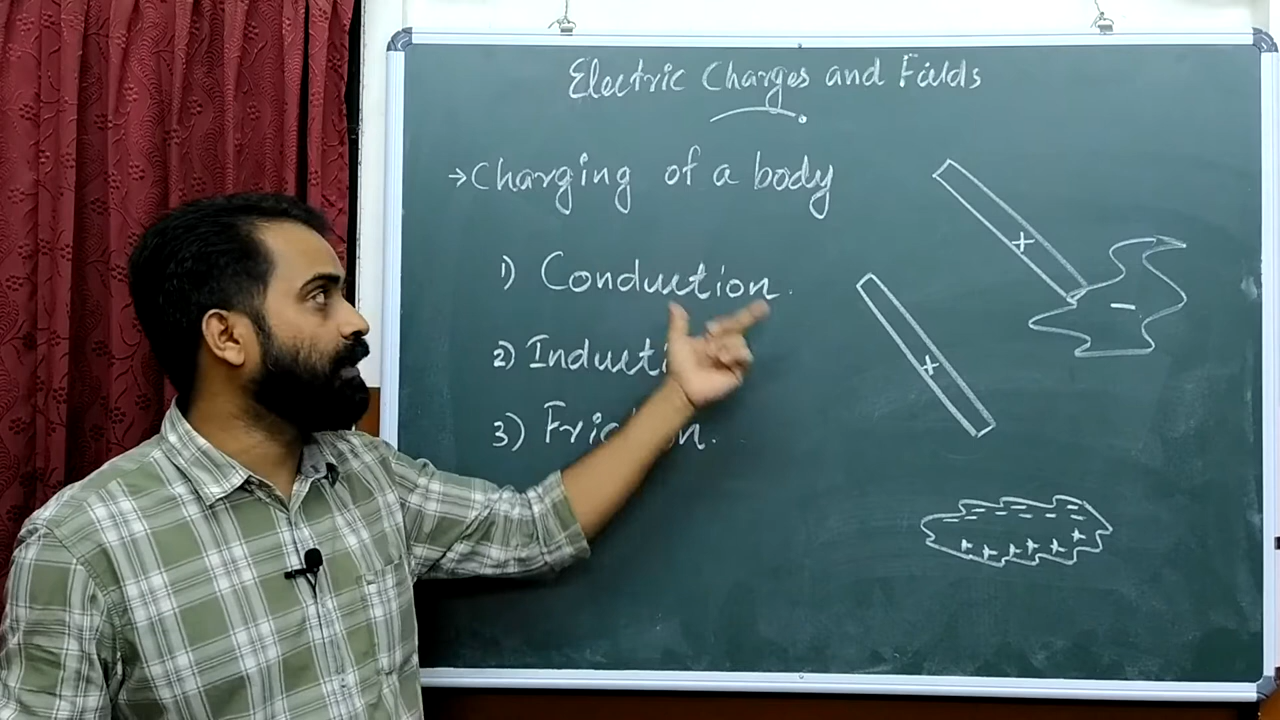 Electric Charges and Fields
→ Charging of a body
1) Conduction.
2)
3)
+
-
+
- - - - - - - - - -
+ + + + + +